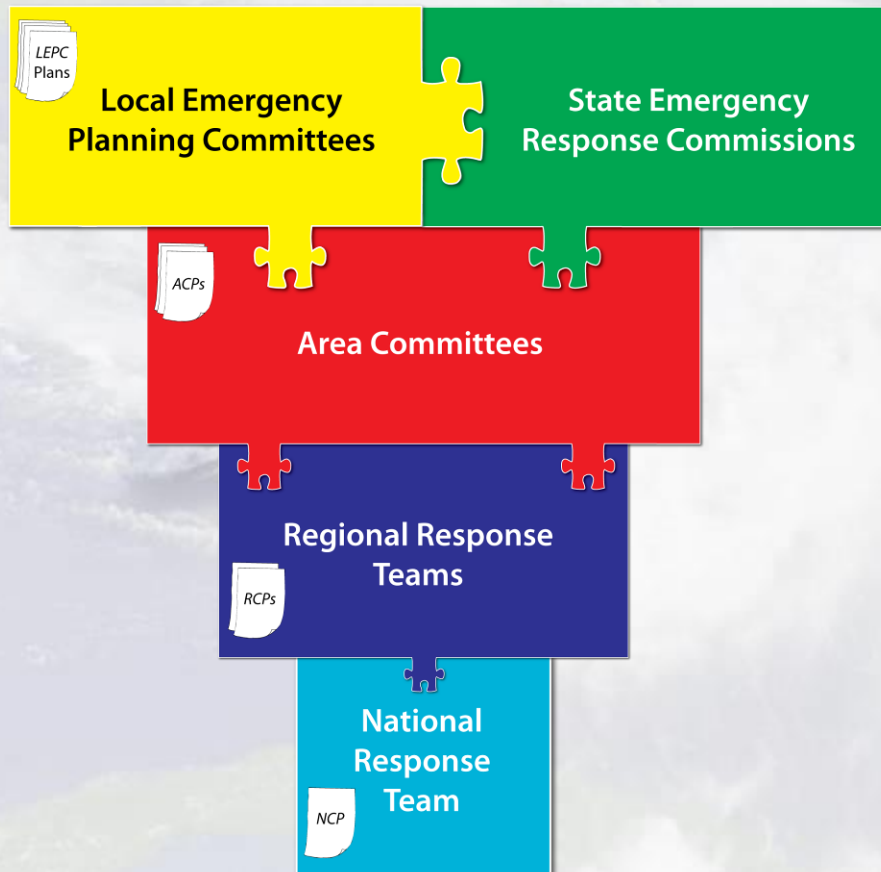 LEPC
Plans
Local Emergency
Planning Committees
State Emergency
Response Commissions
ACPs
Area Committees
Regional Response
Teams
RCPs
National
Response
Team
NCP